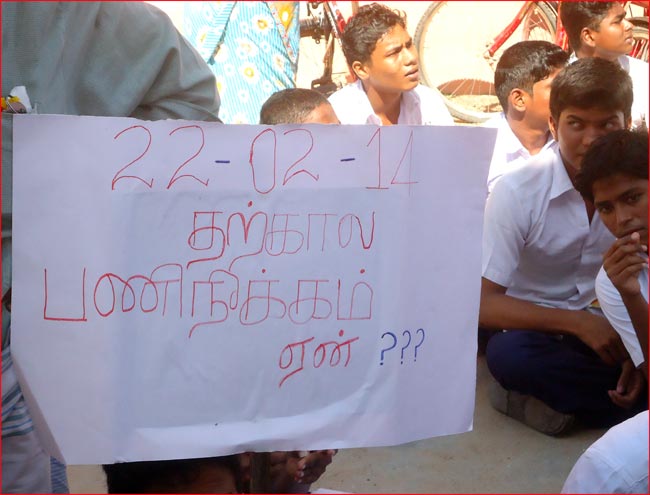 22-02-14
தற்கால
பணிநிக்கம்
ஏன் ???